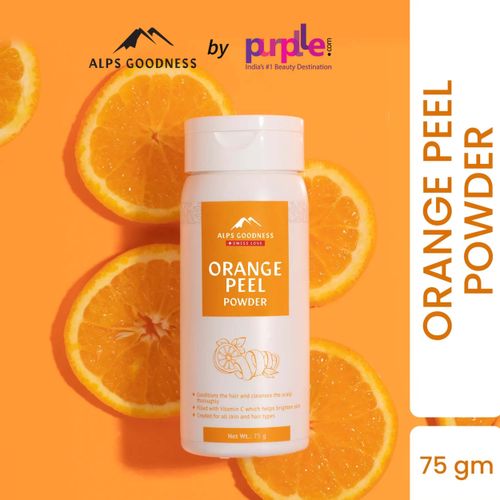 ALPS GOODNESS
by
purplle.com
India's #1 Beauty Destination
ALPS GOODNESS
SWISS LOVE
ORANGE
PEEL
POWDER
Conditions the hair and cleanses the scalp
thoroughly
Filled with Vitamin C which helps brighten skin
Created for all skin and hair types
Net Wt.: 75 g
ORANGE PEEL
POWDER
75 gm